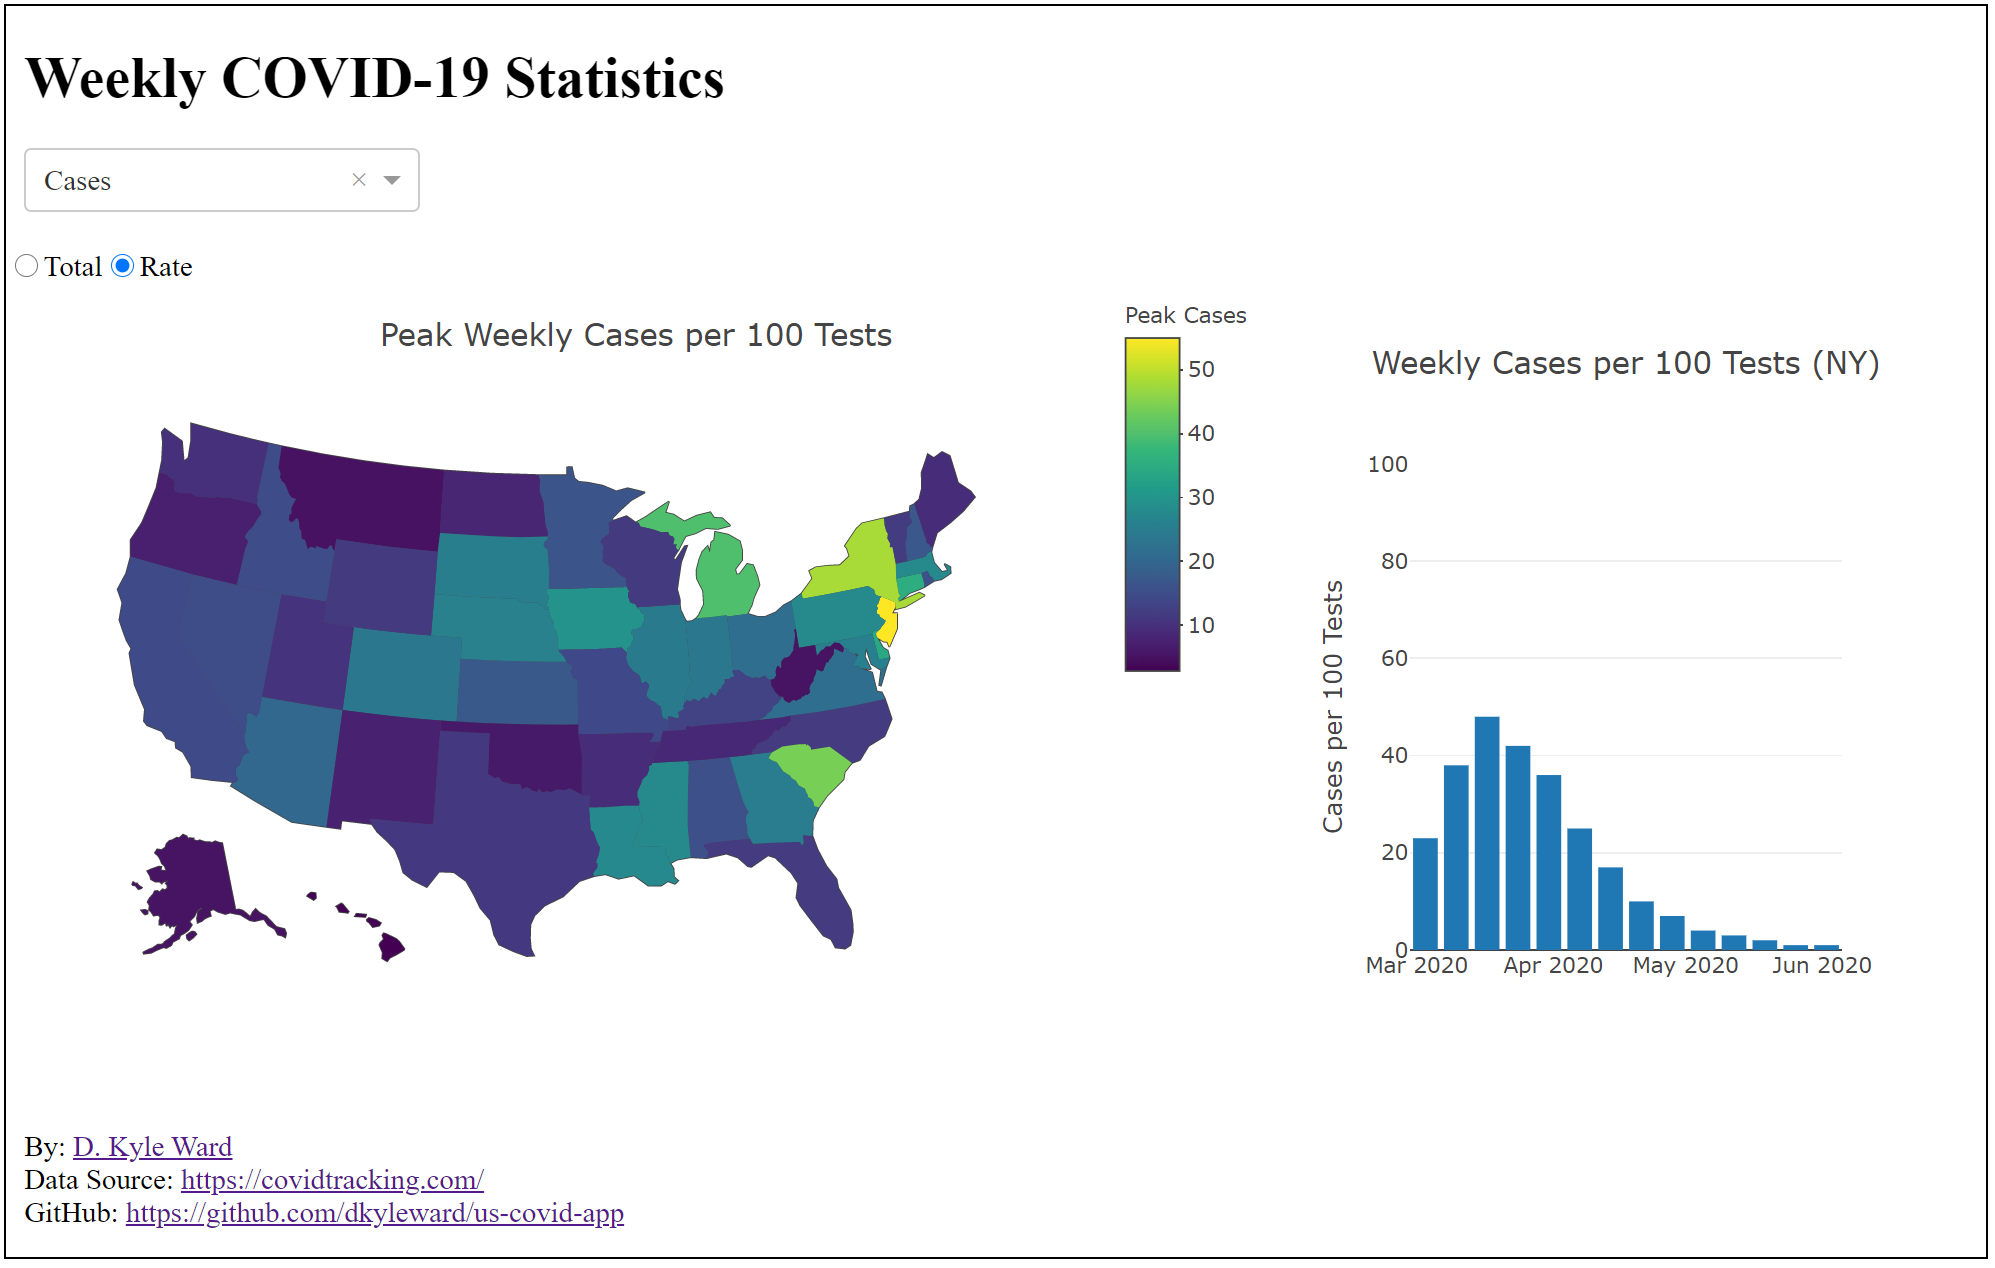 Weekly COVID-19 Statistics
Cases
Total Rate
Peak Weekly Cases per 100 Tests
Peak Cases
50
40
30
20
10
Weekly Cases per 100 Tests (NY)
Cases per 100 Tests
100
80
60
40
20
0
Mar 2020 Apr 2020 May 2020 Jun 2020
By: D. Kyle Ward
Data Source: https://covidtracking.com/
GitHub: https://github.com/dkyleward/us-covid-app